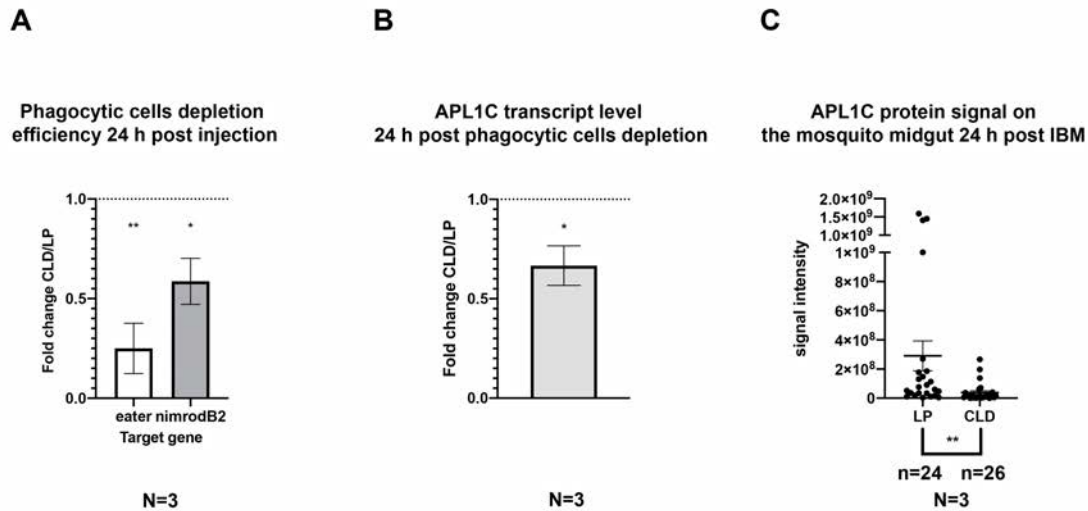 A
Phagocytic cells depletion
efficiency 24 h post injection
Fold change CLD/LP
1.0
0.5
0.0
**
*
eater nimrodB2
Target gene
N=3
B
APL1C transcript level
24 h post phagocytic cells depletion
Fold change CLD/LP
1.0
0.5
0.0
*
N=3
C
APL1C protein signal on
the mosquito midgut 24 h post IBM
signal intensity
2×10⁹
1.5×10⁹
1×10⁹
1×10⁹
8×10⁸
6×10⁸
4×10⁸
2×10⁸
0
LP CLD
**
n=24 n=26
N=3